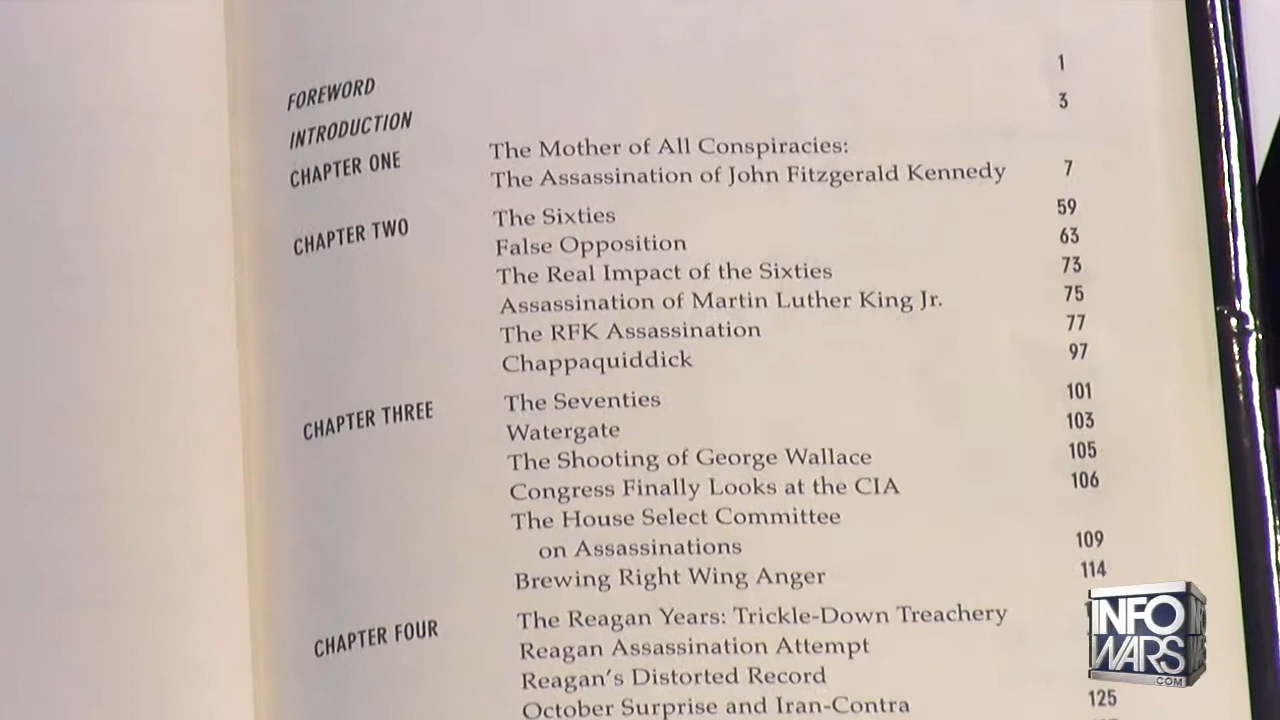 FOREWORD 1
INTRODUCTION 3
CHAPTER ONE The Mother of All Conspiracies:
The Assassination of John Fitzgerald Kennedy 7
CHAPTER TWO The Sixties 59
False Opposition 63
The Real Impact of the Sixties 73
Assassination of Martin Luther King Jr. 75
The RFK Assassination 77
Chappaquiddick 97
CHAPTER THREE The Seventies 101
Watergate 103
The Shooting of George Wallace 105
Congress Finally Looks at the CIA 106
The House Select Committee
on Assassinations 109
Brewing Right Wing Anger 114
CHAPTER FOUR The Reagan Years: Trickle-Down Treachery
Reagan Assassination Attempt
Reagan's Distorted Record
October Surprise and Iran-Contra 125
INFO
WARS
.COM